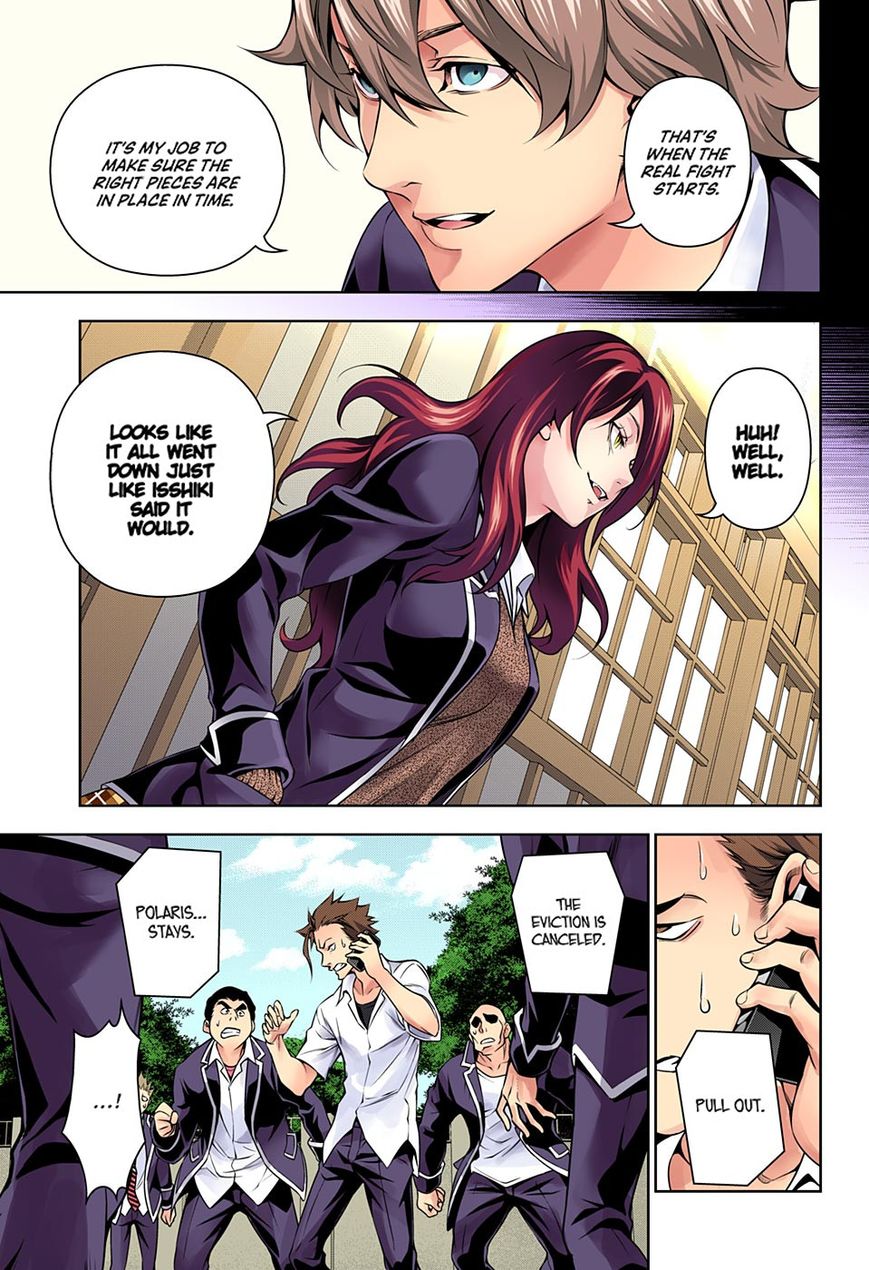 THAT'S
WHEN THE
REAL FIGHT
STARTS.
IT'S MY JOB TO
MAKE SURE THE
RIGHT PIECES ARE
IN PLACE IN TIME.
HUH!
WELL,
WELL.
LOOKS LIKE
IT ALL WENT
DOWN JUST
LIKE ISSHIKI
SAID IT
WOULD.
PULL OUT.
THE
EVICTION IS
CANCELED.
POLARIS...
STAYS.
...!